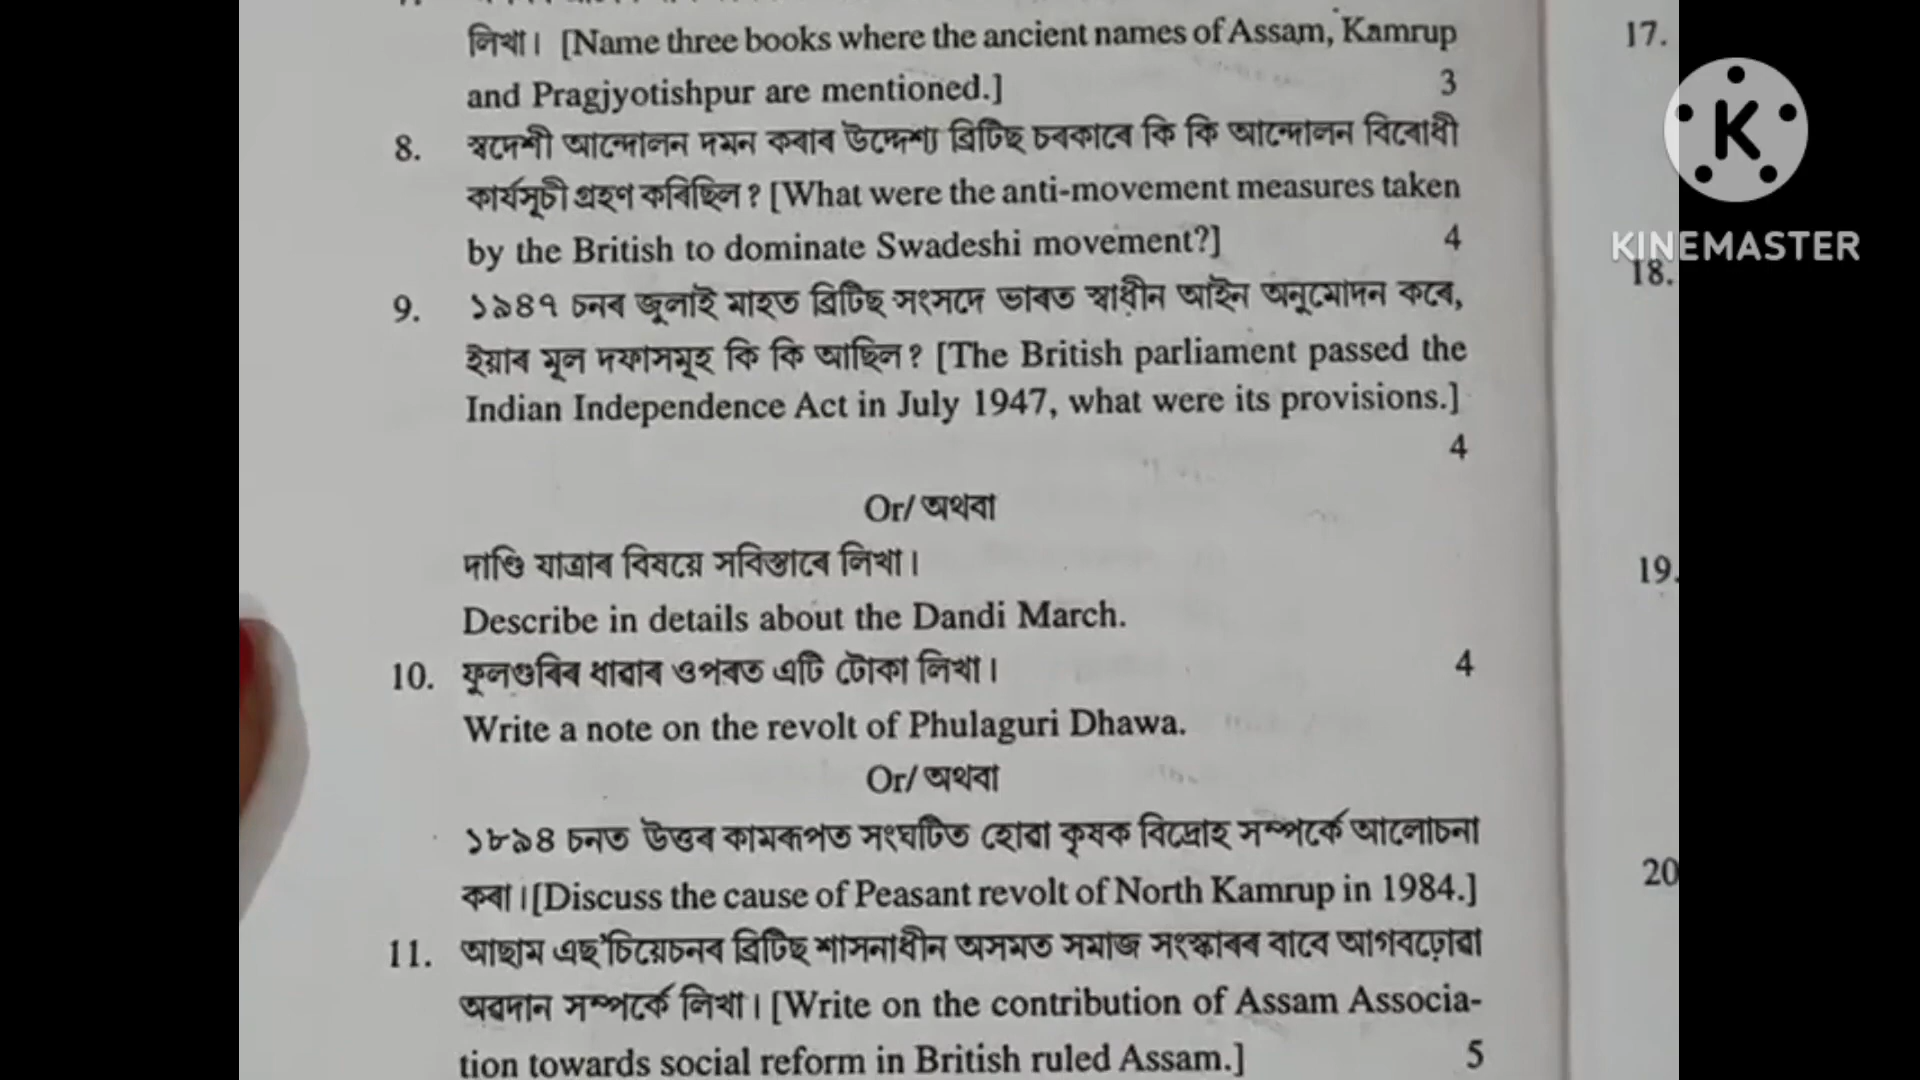 লিখা। [Name three books where the ancient names of Assam, Kamrup
and Pragjyotishpur are mentioned.] 3
8. স্বদেশী আন্দোলন দমন কৰাৰ উদ্দেশ্য ব্ৰিটিছ চৰকাৰে কি কি আন্দোলন বিৰোধী
কাৰ্যসূচী গ্ৰহণ কৰিছিল? [What were the anti-movement measures taken
by the British to dominate Swadeshi movement?] 4
9. ১৯৪৭ চনৰ জুলাই মাহত ব্ৰিটিছ সংসদে ভাৰত স্বাধীন আইন অনুমোদন কৰে,
ইয়াৰ মূল দফাসমূহ কি কি আছিল? [The British parliament passed the
Indian Independence Act in July 1947, what were its provisions.]
4
Or/ অথবা
দাণ্ডি যাত্ৰাৰ বিষয়ে সবিস্তাৰে লিখা।
Describe in details about the Dandi March.
10. ফুলগুৰিৰ ধাৱাৰ ওপৰত এটি টোকা লিখা। 4
Write a note on the revolt of Phulaguri Dhawa.
Or/ অথবা
১৮৯৪ চনত উত্তৰ কামৰূপত সংঘটিত হোৱা কৃষক বিদ্ৰোহ সম্পৰ্কে আলোচনা
কৰা। [Discuss the cause of Peasant revolt of North Kamrup in 1984.]
11. আছাম এছ'চিয়েচনৰ ব্ৰিটিছ শাসনাধীন অসমত সমাজ সংস্কাৰৰ বাবে আগবঢ়োৱা
অৱদান সম্পৰ্কে লিখা। [Write on the contribution of Assam Associa-
tion towards social reform in British ruled Assam.] 5
17.
18.
19.
20
K
KINEMASTER